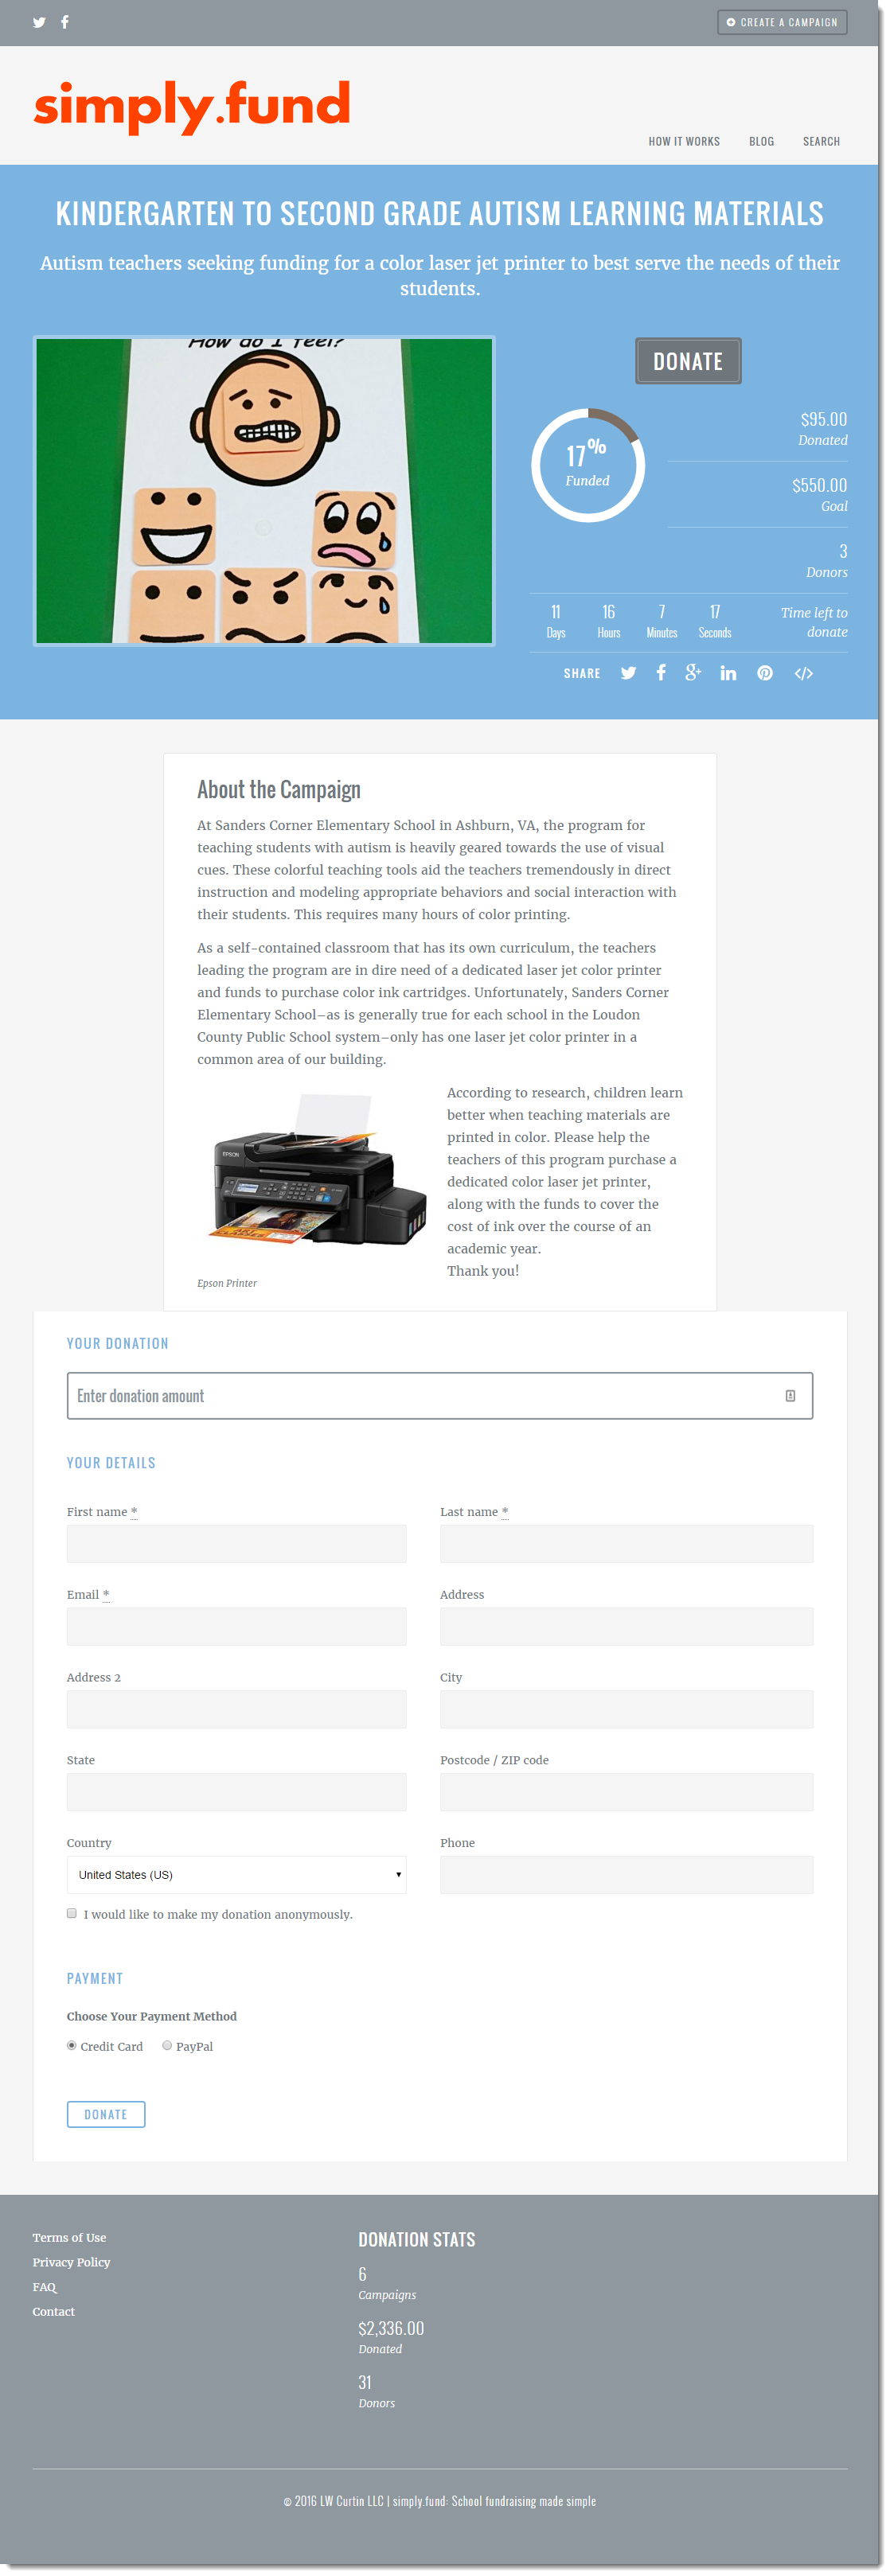 CREATE A CAMPAIGN
simply.fund
HOW IT WORKS BLOG SEARCH
KINDERGARTEN TO SECOND GRADE AUTISM LEARNING MATERIALS
Autism teachers seeking funding for a color laser jet printer to best serve the needs of their
students.
How do I feel?
DONATE
17%
Funded
$95.00
Donated
$550.00
Goal
3
Donors
11 16 7 17
Days Hours Minutes Seconds
Time left to
donate
SHARE
About the Campaign
At Sanders Corner Elementary School in Ashburn, VA, the program for
teaching students with autism is heavily geared towards the use of visual
cues. These colorful teaching tools aid the teachers tremendously in direct
instruction and modeling appropriate behaviors and social interaction with
their students. This requires many hours of color printing.
As a self-contained classroom that has its own curriculum, the teachers
leading the program are in dire need of a dedicated laser jet color printer
and funds to purchase color ink cartridges. Unfortunately, Sanders Corner
Elementary School–as is generally true for each school in the Loudon
County Public School system–only has one laser jet color printer in a
common area of our building.
EPSON
According to research, children learn
better when teaching materials are
printed in color. Please help the
teachers of this program purchase a
dedicated color laser jet printer,
along with the funds to cover the
cost of ink over the course of an
academic year.
Thank you!
Epson Printer
YOUR DONATION
Enter donation amount
YOUR DETAILS
First name * Last name *
Email * Address
Address 2 City
State Postcode / ZIP code
Country Phone
United States (US)
I would like to make my donation anonymously.
PAYMENT
Choose Your Payment Method
Credit Card PayPal
DONATE
Terms of Use
Privacy Policy
FAQ
Contact
DONATION STATS
6
Campaigns
$2,336.00
Donated
31
Donors
© 2016 LW Curtin LLC | simply.fund: School fundraising made simple